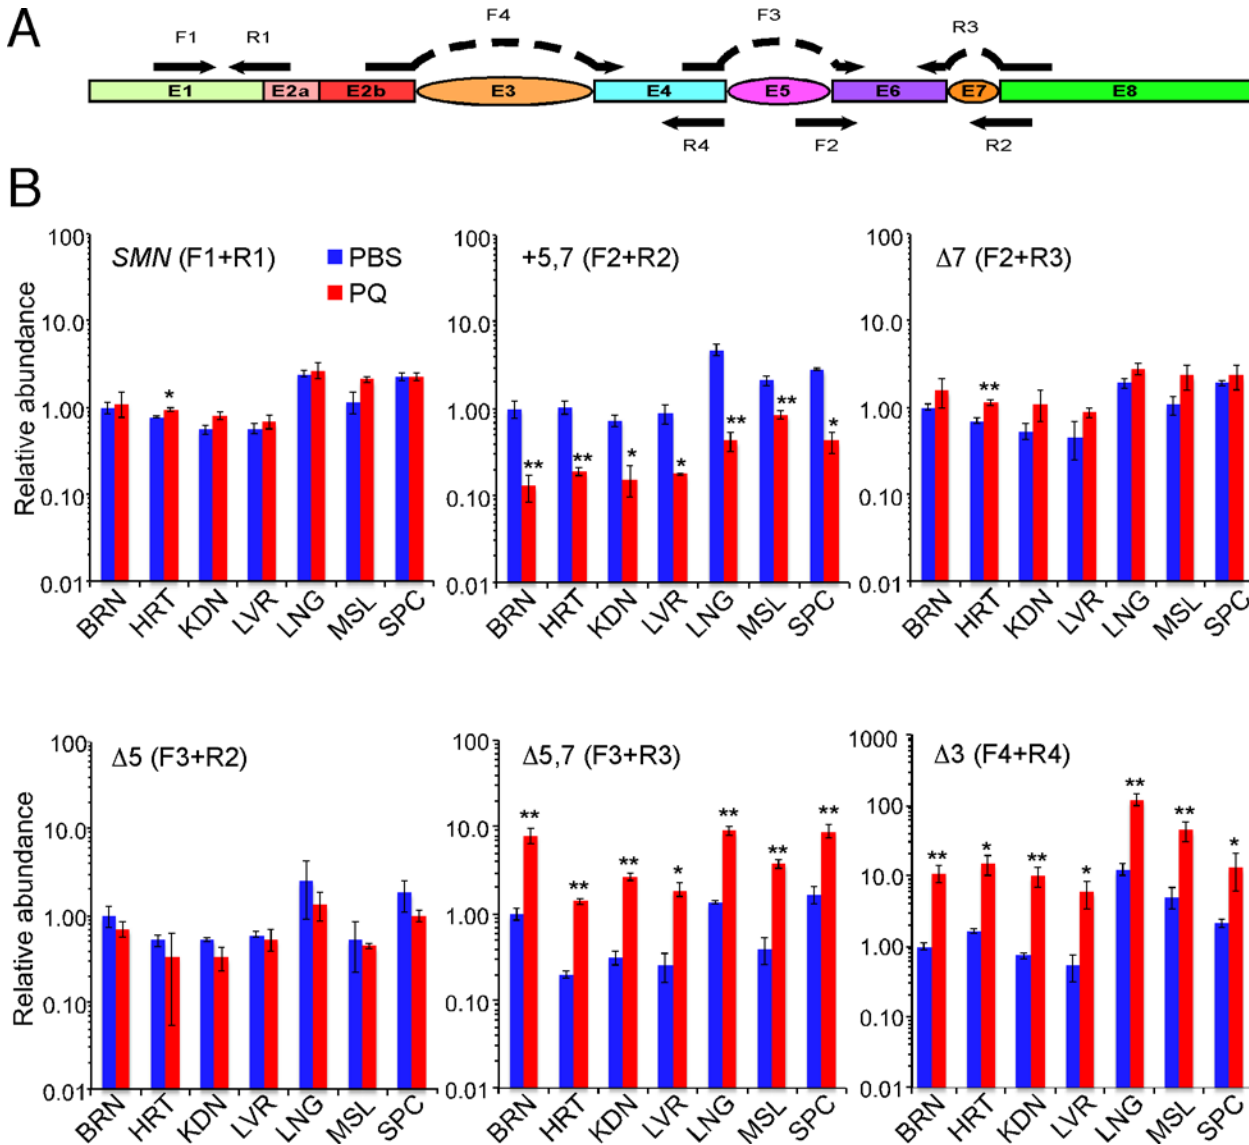 A
F1 R1 F4 F3 R3
E1 E2a E2b E3 E4 E5 E6 E7 E8
R4 F2 R2
B
SMN (F1+R1)
PBS
PQ
Relative abundance
100
10.0
1.00
0.10
0.01
*
BRN HRT KDN LVR LNG MSL SPC
+5,7 (F2+R2)
100
10.0
1.00
0.10
0.01
** ** * * ** ** *
BRN HRT KDN LVR LNG MSL SPC
Δ7 (F2+R3)
100
10.0
1.00
0.10
0.01
**
BRN HRT KDN LVR LNG MSL SPC
Δ5 (F3+R2)
Relative abundance
100
10.0
1.00
0.10
0.01
BRN HRT KDN LVR LNG MSL SPC
Δ5,7 (F3+R3)
100
10.0
1.00
0.10
0.01
** ** ** * ** ** **
BRN HRT KDN LVR LNG MSL SPC
Δ3 (F4+R4)
1000
100
10.0
1.00
0.10
0.01
** * ** * ** ** *
BRN HRT KDN LVR LNG MSL SPC